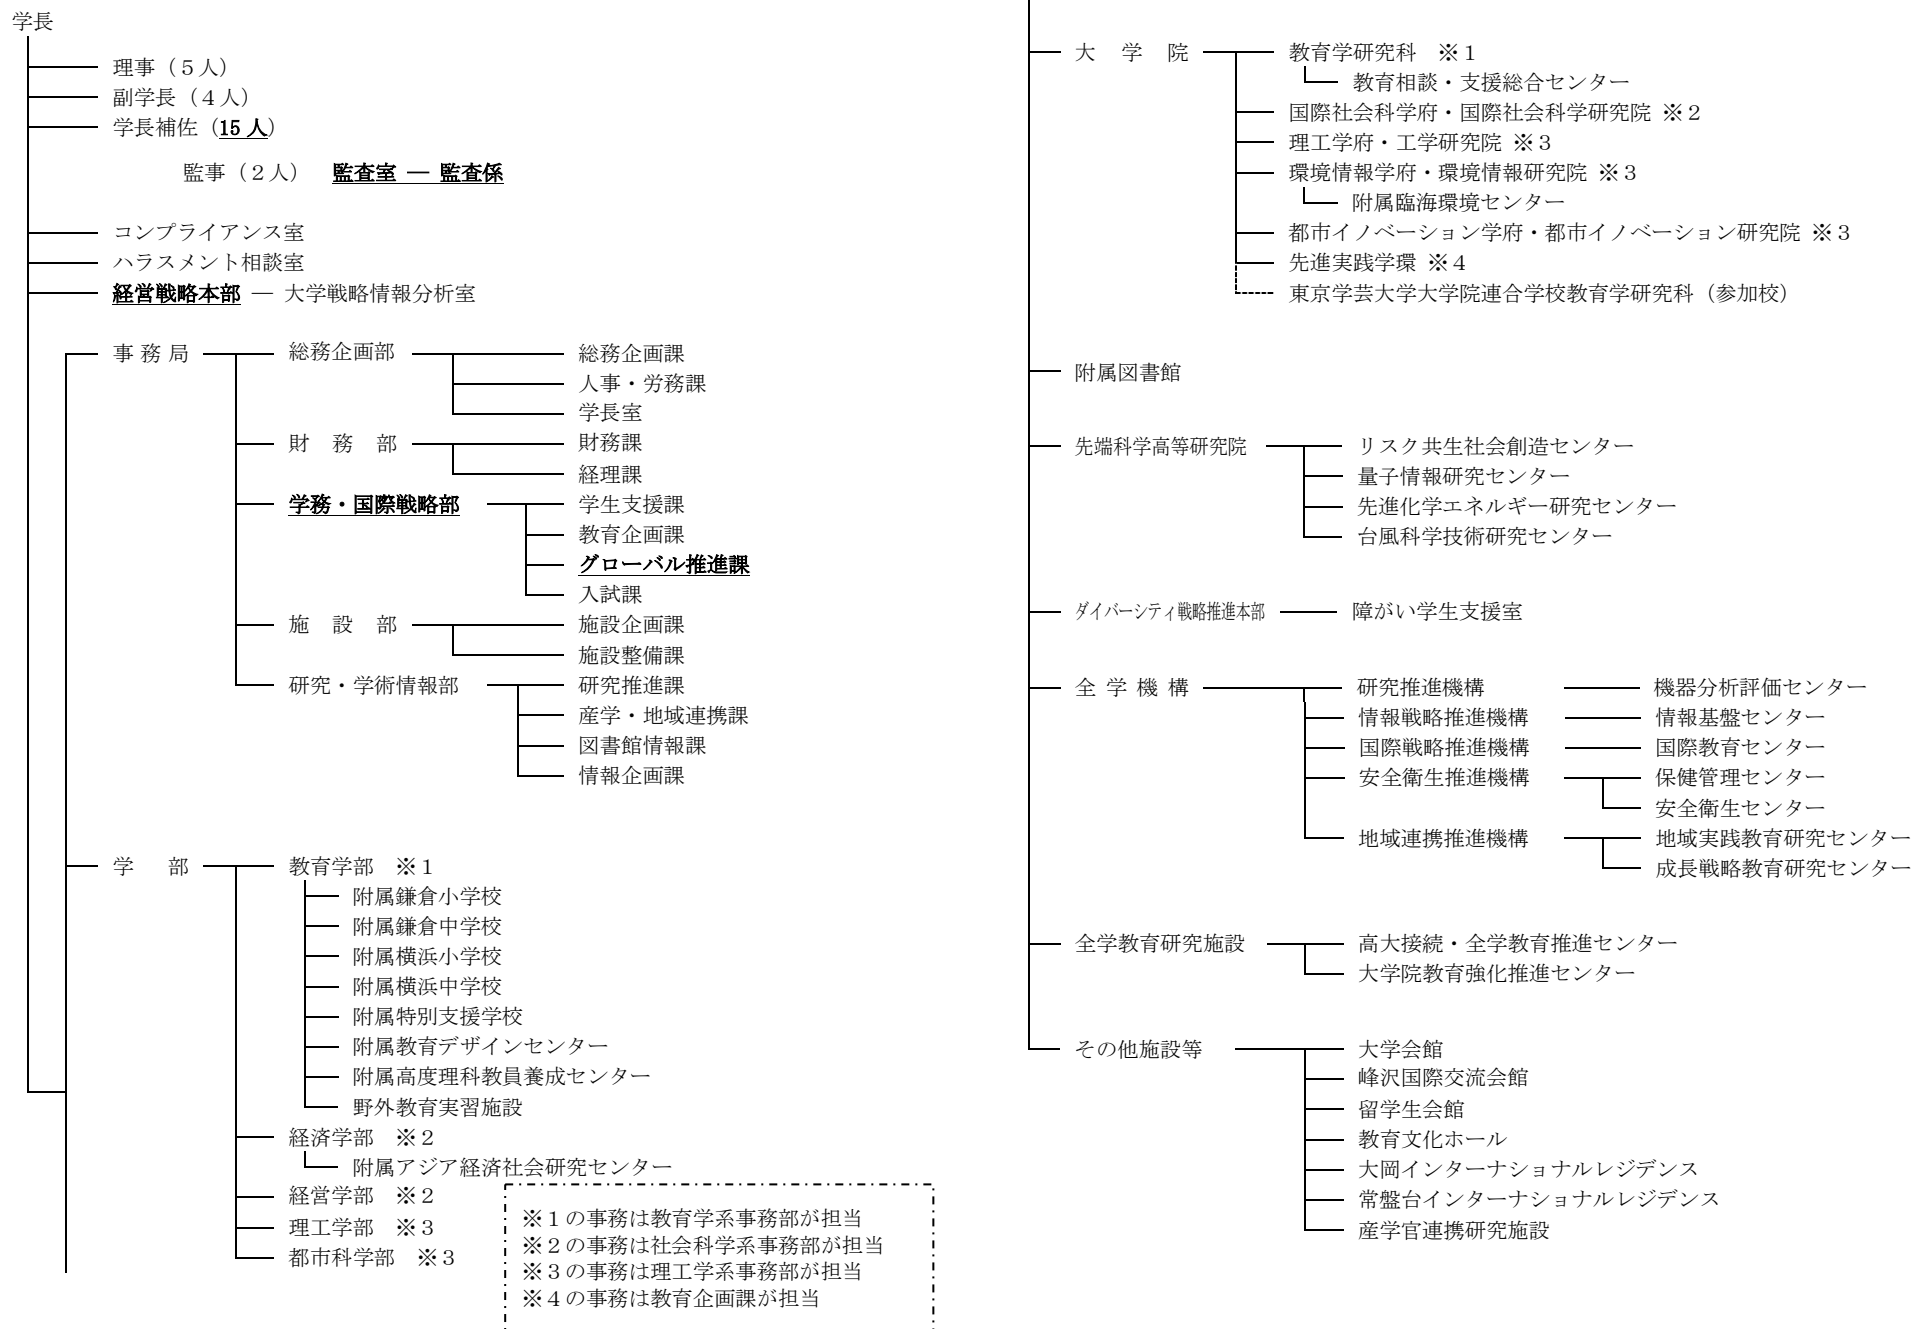 学長
理事（５人）
副学長（４人）
学長補佐（15 人）
監事（２人） 監査室 ― 監査係
コンプライアンス室
ハラスメント相談室
経営戦略本部 ― 大学戦略情報分析室
事 務 局
総務企画部
総務企画課
人事・労務課
学長室
財 務 部
財務課
経理課
学務・国際戦略部
学生支援課
教育企画課
グローバル推進課
入試課
施 設 部
施設企画課
施設整備課
研究・学術情報部
研究推進課
産学・地域連携課
図書館情報課
情報企画課
学 部
教育学部 ※１
附属鎌倉小学校
附属鎌倉中学校
附属横浜小学校
附属横浜中学校
附属特別支援学校
附属教育デザインセンター
附属高度理科教員養成センター
野外教育実習施設
経済学部 ※２
附属アジア経済社会研究センター
経営学部 ※２
理工学部 ※３
都市科学部 ※３
※１の事務は教育学系事務部が担当
※２の事務は社会科学系事務部が担当
※３の事務は理工学系事務部が担当
※４の事務は教育企画課が担当
大 学 院
教育学研究科 ※１
教育相談・支援総合センター
国際社会科学府・国際社会科学研究院 ※２
理工学府・工学研究院 ※３
環境情報学府・環境情報研究院 ※３
附属臨海環境センター
都市イノベーション学府・都市イノベーション研究院 ※３
先進実践学環 ※４
東京学芸大学大学院連合学校教育学研究科（参加校）
附属図書館
先端科学高等研究院
リスク共生社会創造センター
量子情報研究センター
先進化学エネルギー研究センター
台風科学技術研究センター
ダイバーシティ戦略推進本部
障がい学生支援室
全 学 機 構
研究推進機構
機器分析評価センター
情報戦略推進機構
情報基盤センター
国際戦略推進機構
国際教育センター
安全衛生推進機構
保健管理センター
安全衛生センター
地域連携推進機構
地域実践教育研究センター
成長戦略教育研究センター
全学教育研究施設
高大接続・全学教育推進センター
大学院教育強化推進センター
その他施設等
大学会館
峰沢国際交流会館
留学生会館
教育文化ホール
大岡インターナショナルレジデンス
常盤台インターナショナルレジデンス
産学官連携研究施設